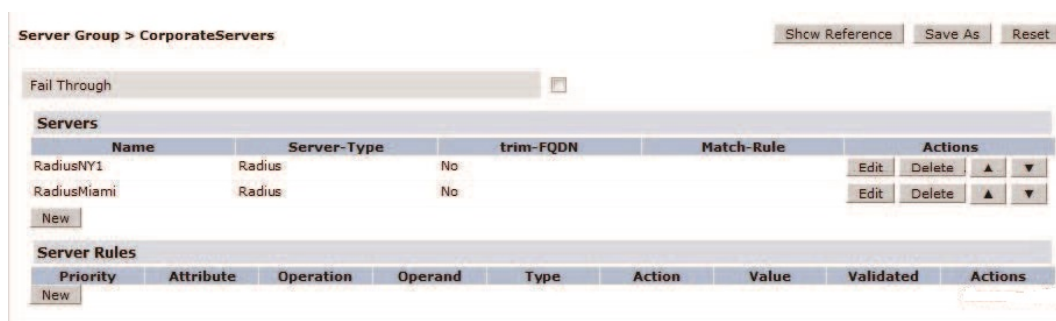 Server Group > CorporateServers Show Reference Save As Reset
Fail Through
Servers
Name Server-Type trim-FQDN Match-Rule Actions
RadiusNY1 Radius No Edit Delete ▲ ▼
RadiusMiami Radius No Edit Delete ▲ ▼
New
Server Rules
Priority Attribute Operation Operand Type Action Value Validated Actions
New